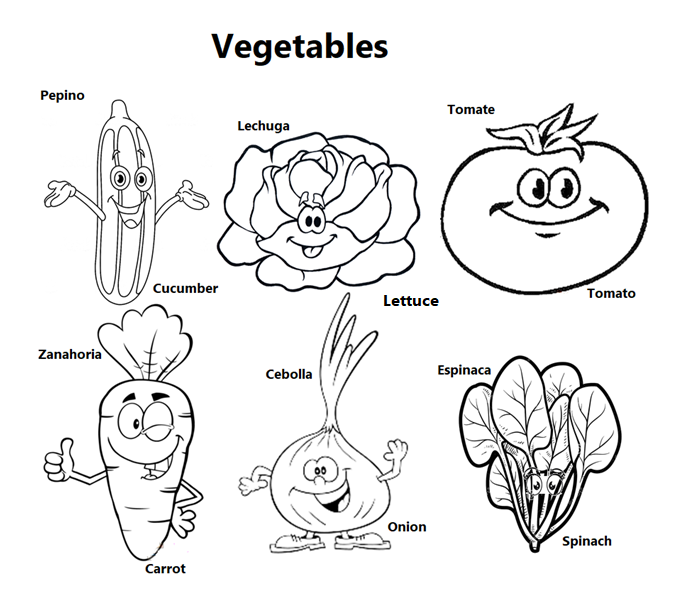 Vegetables
Pepino
Lechuga
Tomate
Cucumber
Lettuce
Tomato
Zanahoria
Cebolla
Espinaca
Carrot
Onion
Spinach